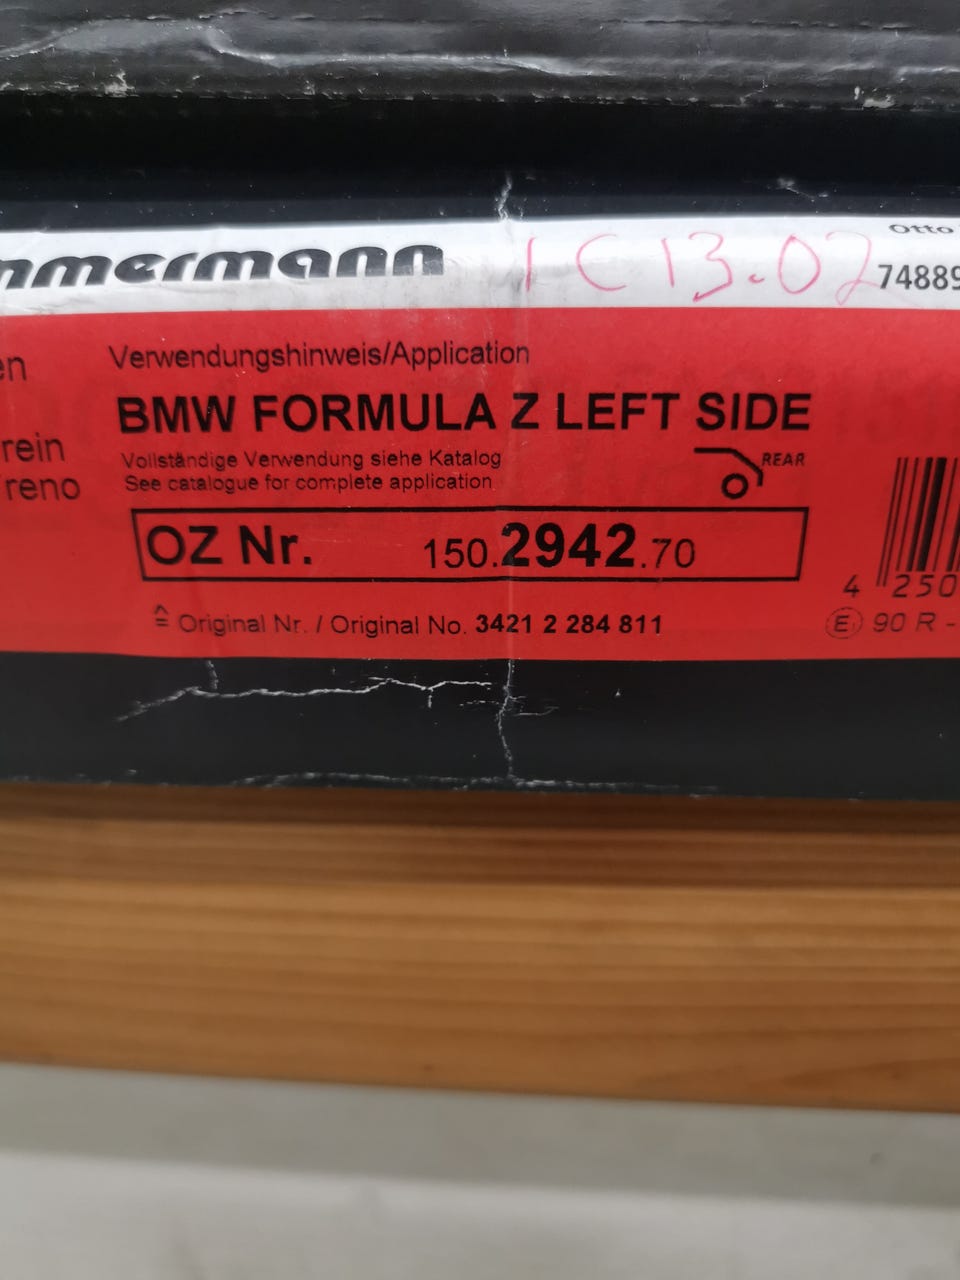 mmermann
1 C 13.02
Otto
74889
en
Verwendungshinweis/Application
BMW FORMULA Z LEFT SIDE
rein
reno
Vollständige Verwendung siehe Katalog
See catalogue for complete application
REAR
OZ Nr. 150.2942.70
4 250
≙ Original Nr. / Original No. 3421 2 284 811
E 90 R -